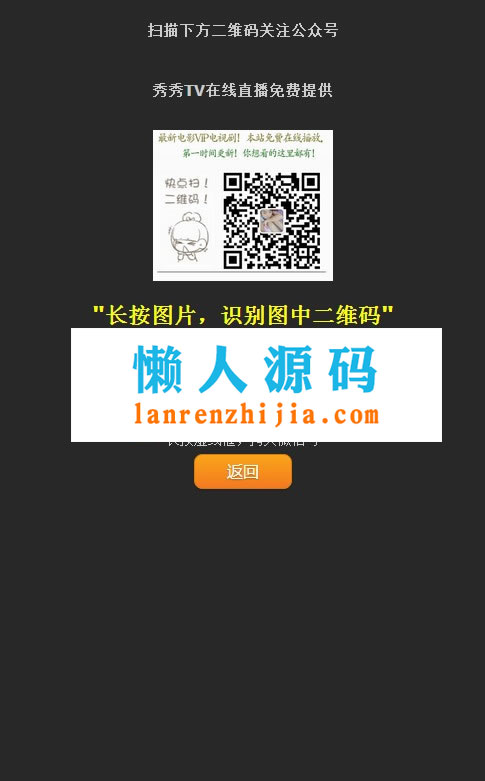 扫描下方二维码关注公众号
秀秀TV在线直播免费提供
最新电影VIP电视剧！本站免费在线播放，
第一时间更新！你想看的这里都有！
快点扫！
二维码！
"长按图片，识别图中二维码"
懒人源码
lanrenzhijia.com
返回